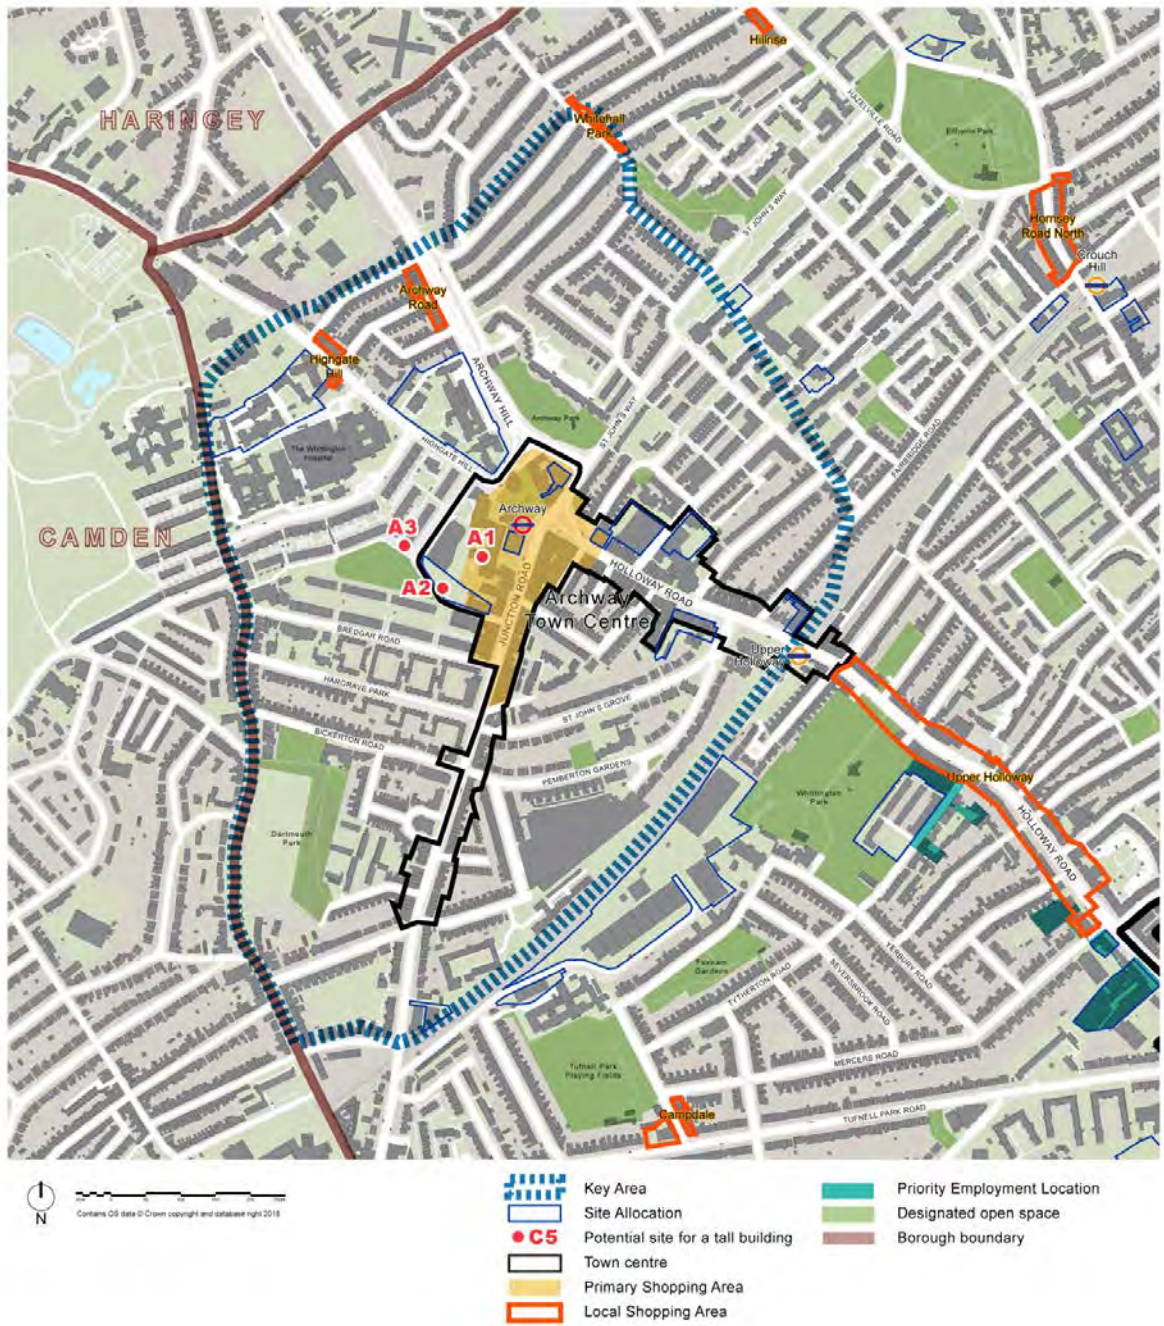 Hillrise
HARINGEY
Whitehall
Park
HAZELVILLE ROAD
Elthorne Park
ST JOHN'S WAY
Hornsey
Road North
Crouch
Hill
Archway
Road
Highgate
Hill
ARCHWAY HILL
Archway Park
ST JOHN'S WAY
HIGHGATE HILL
The Whittington
Hospital
FAIRBRIDGE ROAD
Archway
CAMDEN
A3
A1
A2
JUNCTION ROAD
HOLLOWAY ROAD
Archway
Town Centre
BREDGAR ROAD
Upper
Holloway
HARGRAVE PARK
ST JOHN'S GROVE
BICKERTON ROAD
PEMBERTON GARDENS
Upper Holloway
Whittington
Park
HOLLOWAY ROAD
Dartmouth
Park
Foxham
Gardens
TYTHERTON ROAD
YERBURY ROAD
BEVERSBROOK ROAD
MERCERS ROAD
Tufnell Park
Playing Fields
Campdale
TUFNELL PARK ROAD
N
Contains OS data © Crown copyright and database right 2018
Key Area
Site Allocation
C5 Potential site for a tall building
Town centre
Primary Shopping Area
Local Shopping Area
Priority Employment Location
Designated open space
Borough boundary